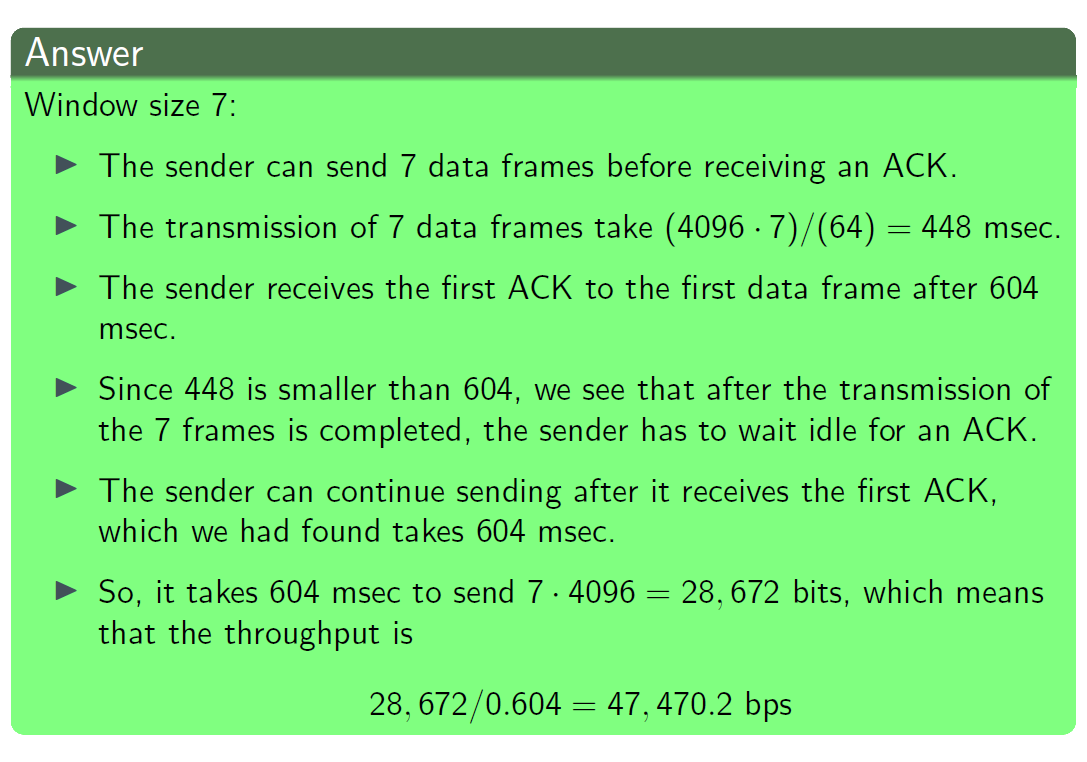 Answer
Window size 7:
▶ The sender can send 7 data frames before receiving an ACK.
▶ The transmission of 7 data frames take (4096 · 7)/(64) = 448 msec.
▶ The sender receives the first ACK to the first data frame after 604
msec.
▶ Since 448 is smaller than 604, we see that after the transmission of
the 7 frames is completed, the sender has to wait idle for an ACK.
▶ The sender can continue sending after it receives the first ACK,
which we had found takes 604 msec.
▶ So, it takes 604 msec to send 7 · 4096 = 28, 672 bits, which means
that the throughput is
28, 672/0.604 = 47, 470.2 bps